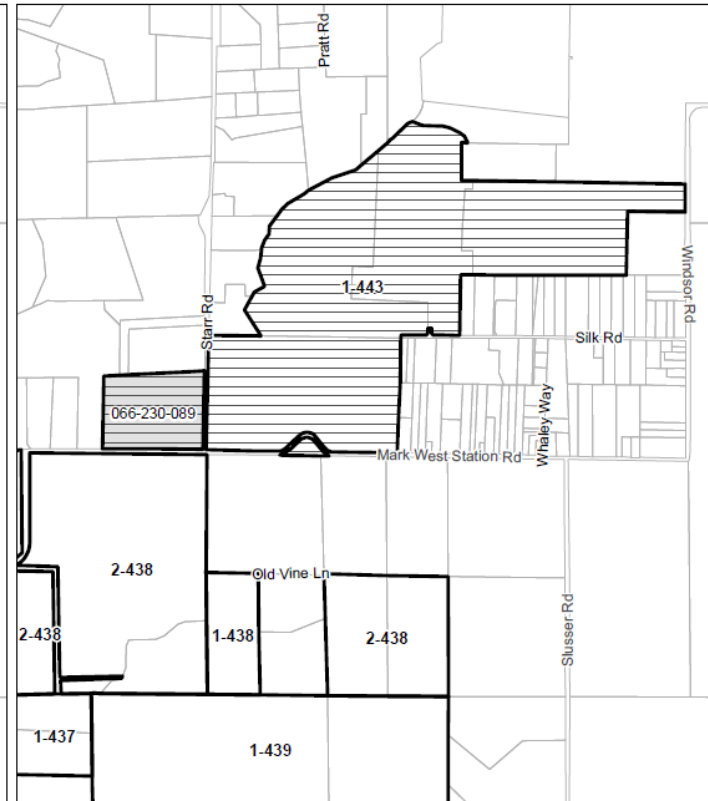 Pratt Rd
1-443
Windsor Rd
Starr Rd
Silk Rd
066-230-089
Whaley Way
Mark West Station Rd
2-438
Old Vine Ln
2-438
1-438
2-438
Slusser Rd
1-437
1-439